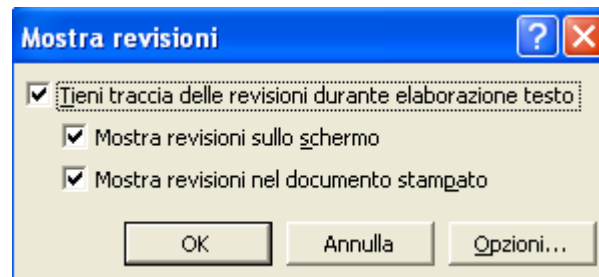 Mostra revisioni
Tieni traccia delle revisioni durante elaborazione testo
Mostra revisioni sullo schermo
Mostra revisioni nel documento stampato
OK Annulla Opzioni...